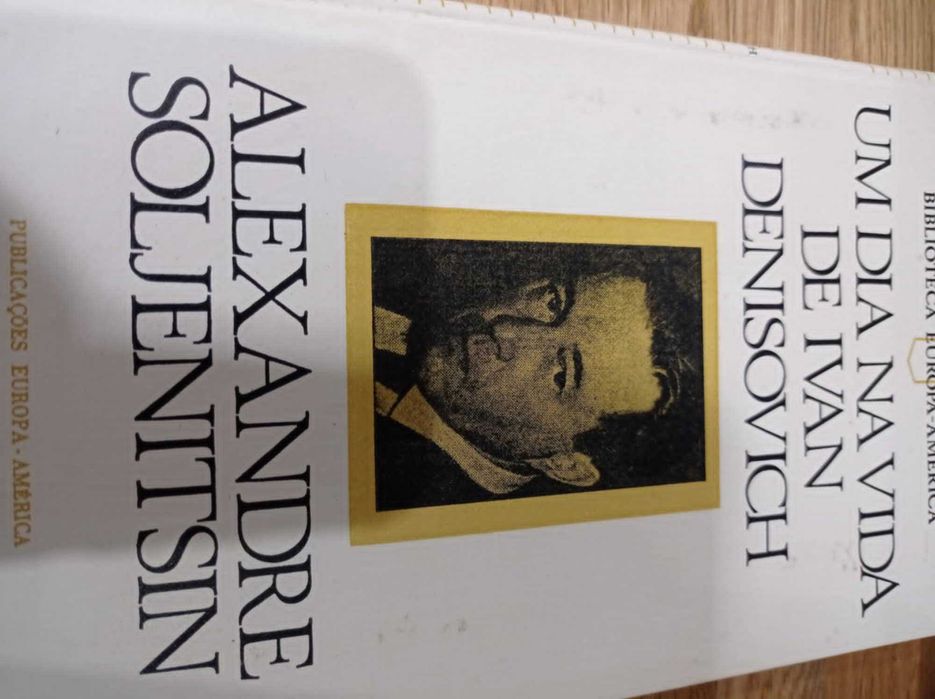 BIBLIOTECA EUROPA-AMÉRICA
UM DIA NA VIDA
DE IVAN
DENISOVICH
ALEXANDRE
SOLJENITSIN
PUBLICAÇÕES EUROPA-AMÉRICA